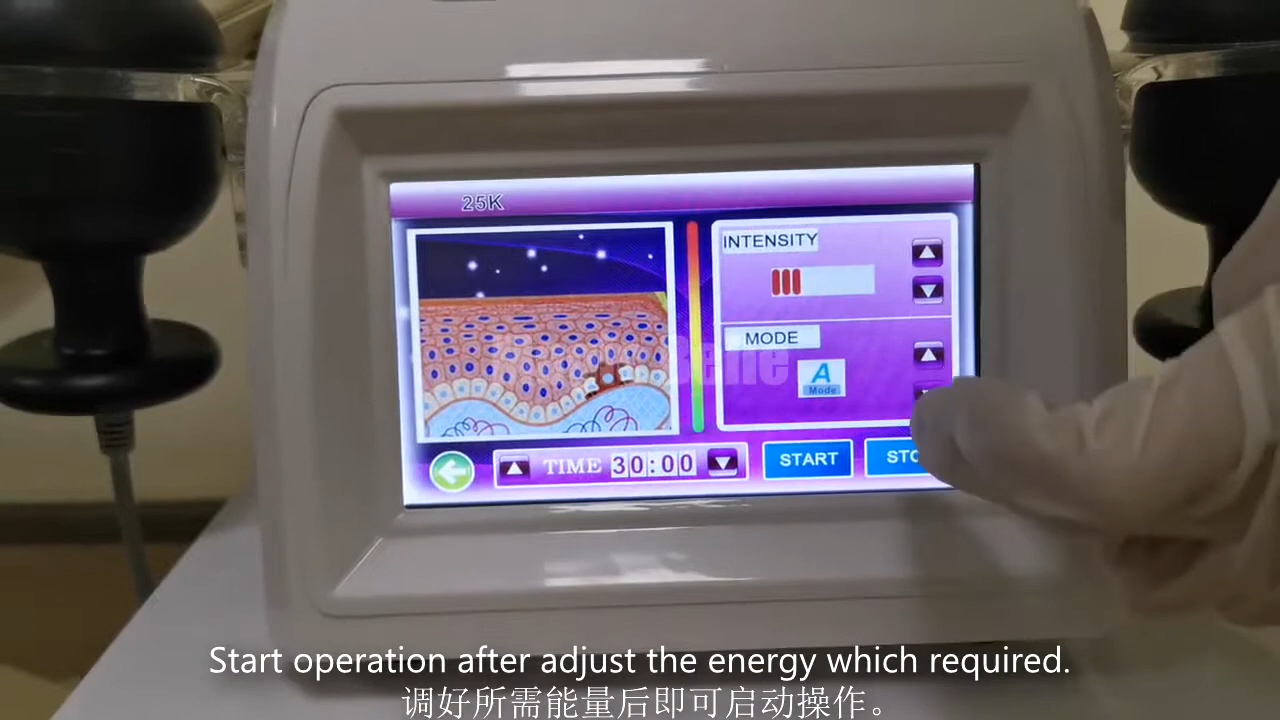 25K
INTENSITY
MODE
A
Mode
TIME 30:00
START
STO
Start operation after adjust the energy which required.
调好所需能量后即可启动操作。